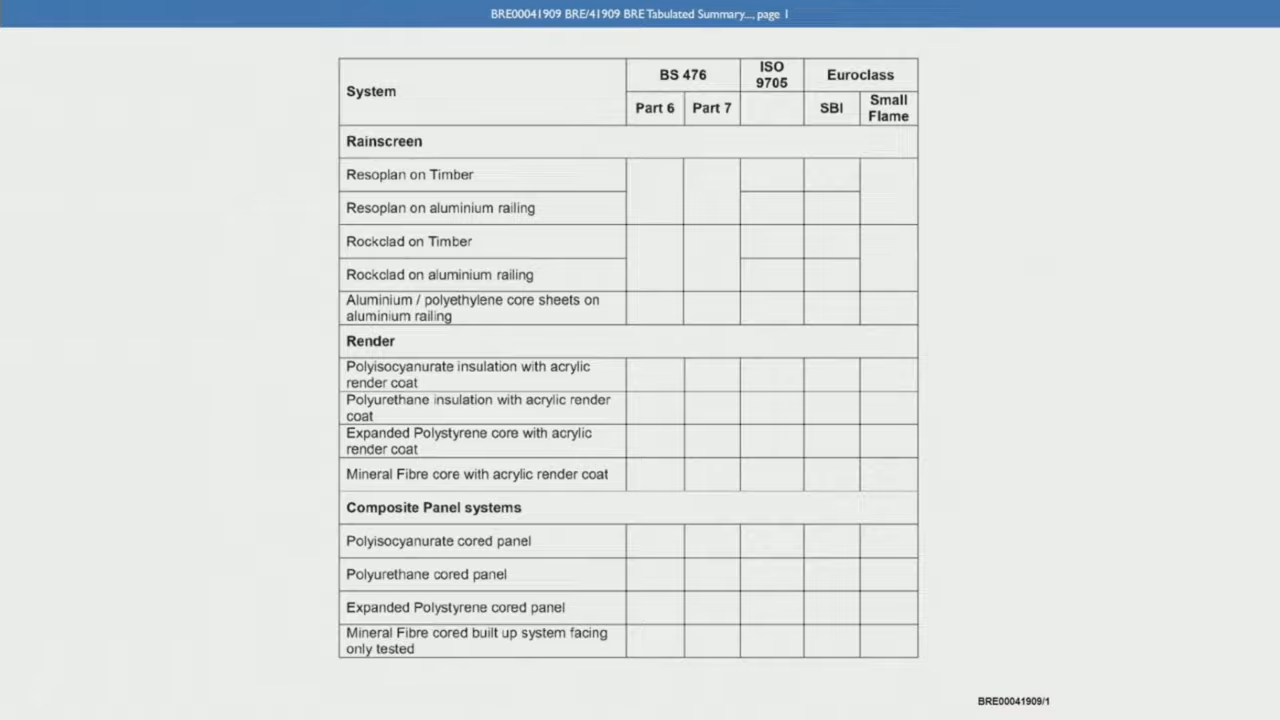 BRE00041909 BRE/41909 BRE Tabulated Summary..., page 1
System
BS 476
ISO
9705
Euroclass
Part 6
Part 7
SBI
Small
Flame
Rainscreen
Resoplan on Timber
Resoplan on aluminium railing
Rockclad on Timber
Rockclad on aluminium railing
Aluminium / polyethylene core sheets on
aluminium railing
Render
Polyisocyanurate insulation with acrylic
render coat
Polyurethane insulation with acrylic render
coat
Expanded Polystyrene core with acrylic
render coat
Mineral Fibre core with acrylic render coat
Composite Panel systems
Polyisocyanurate cored panel
Polyurethane cored panel
Expanded Polystyrene cored panel
Mineral Fibre cored built up system facing
only tested
BRE00041909/1